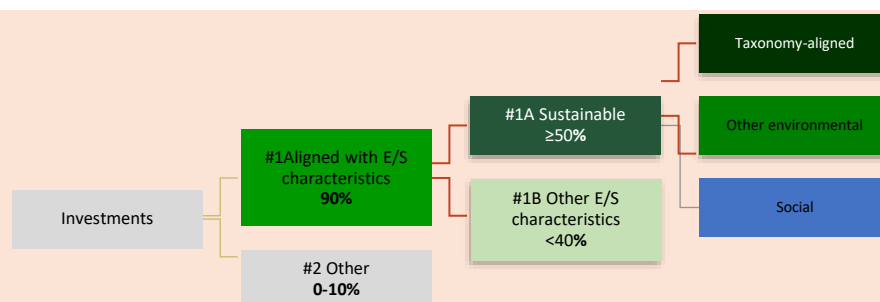 Taxonomy-aligned
#1A Sustainable
≥50%
Other environmental
#1Aligned with E/S
characteristics
90%
#1B Other E/S
characteristics
<40%
Social
Investments
#2 Other
0-10%